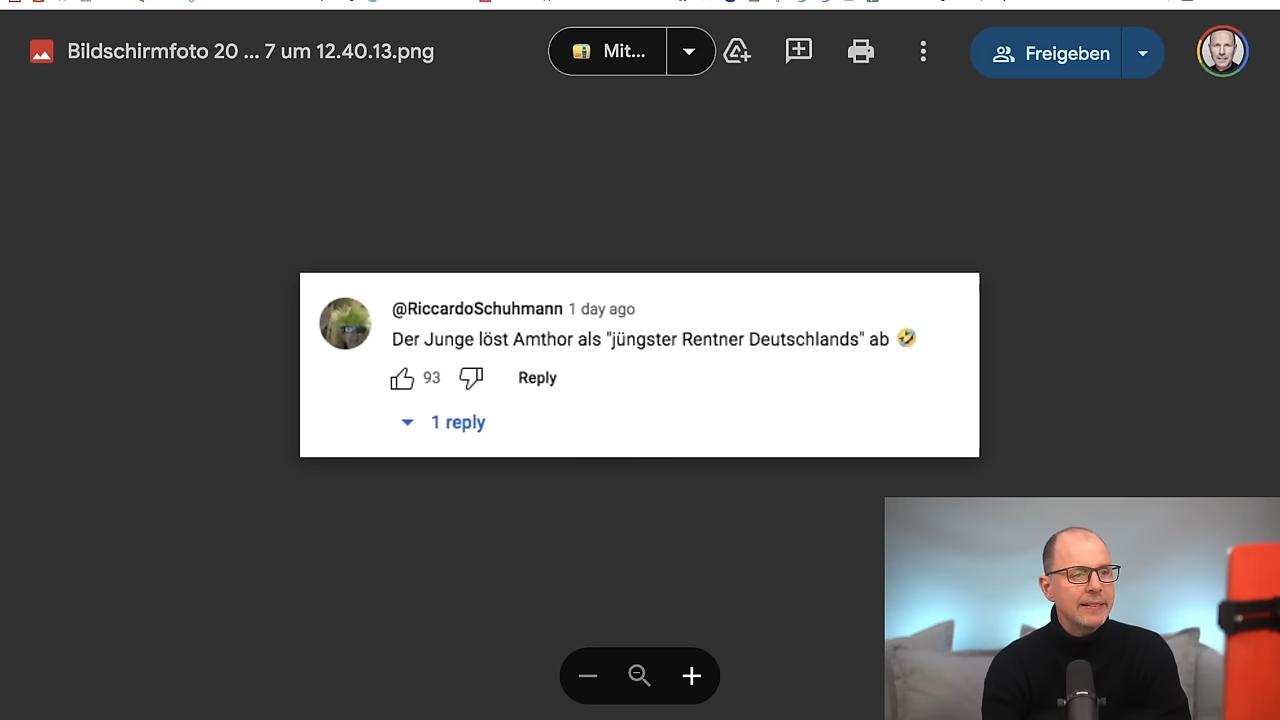 Bildschirmfoto 20 ... 7 um 12.40.13.png
Mit...
Freigeben
@RiccardoSchuhmann 1 day ago
Der Junge löst Amthor als "jüngster Rentner Deutschlands" ab 🤣
93
Reply
1 reply